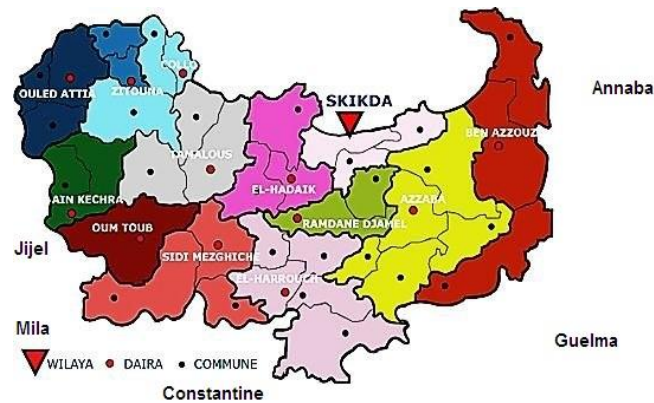 COLLO
Annaba
OULED ATTIA
ZITOUNA
SKIKDA
BEN AZZOUZ
TAMALOUS
AIN KECHRA
EL-HADAIK
AZZABA
OUM TOUB
RAMDANE DJAMEL
Jijel
SIDI MEZGHICHE
EL-HARROUCH
Mila
Guelma
WILAYA DAIRA COMMUNE
Constantine